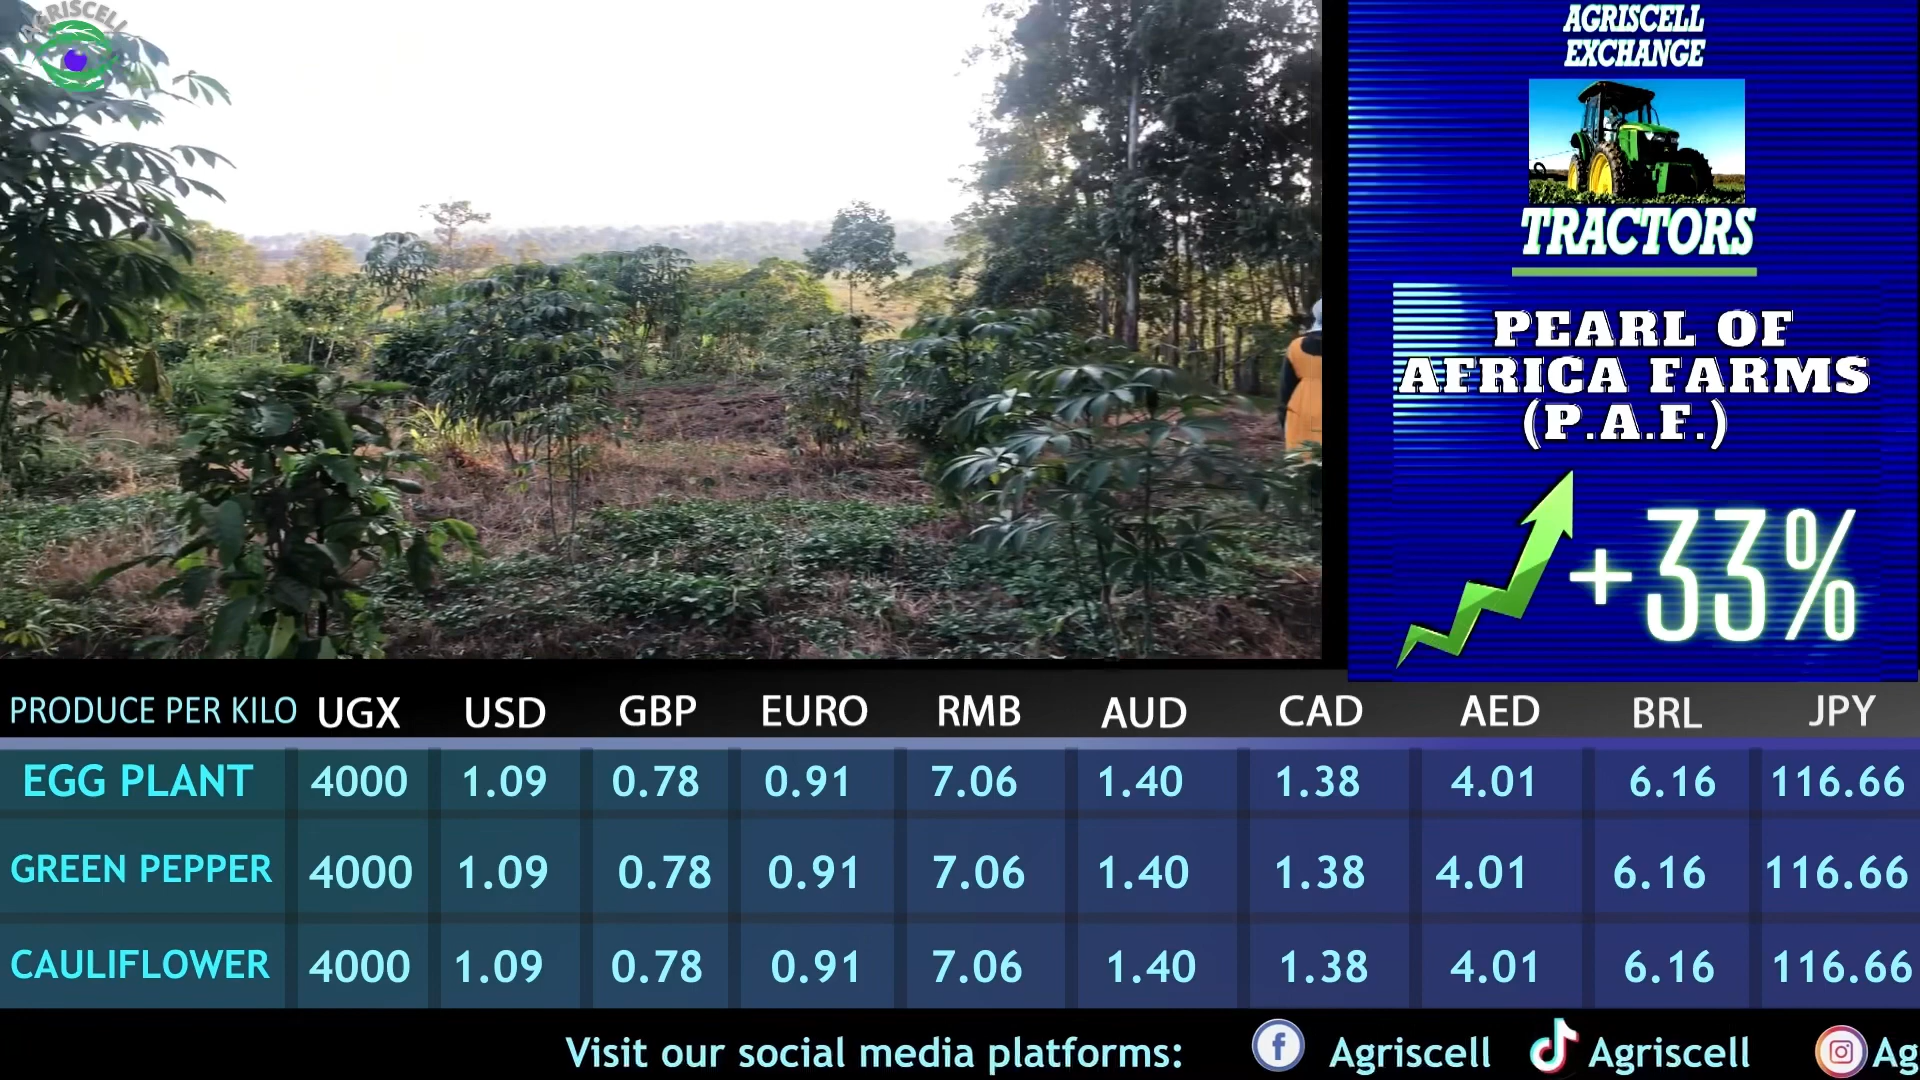 AGRISCELL
AGRISCELL
EXCHANGE
TRACTORS
PEARL OF
AFRICA FARMS
(P.A.F.)
+33%
PRODUCE PER KILO UGX USD GBP EURO RMB AUD CAD AED BRL JPY
EGG PLANT 4000 1.09 0.78 0.91 7.06 1.40 1.38 4.01 6.16 116.66
GREEN PEPPER 4000 1.09 0.78 0.91 7.06 1.40 1.38 4.01 6.16 116.66
CAULIFLOWER 4000 1.09 0.78 0.91 7.06 1.40 1.38 4.01 6.16 116.66
Visit our social media platforms: Agriscell Agriscell Ag